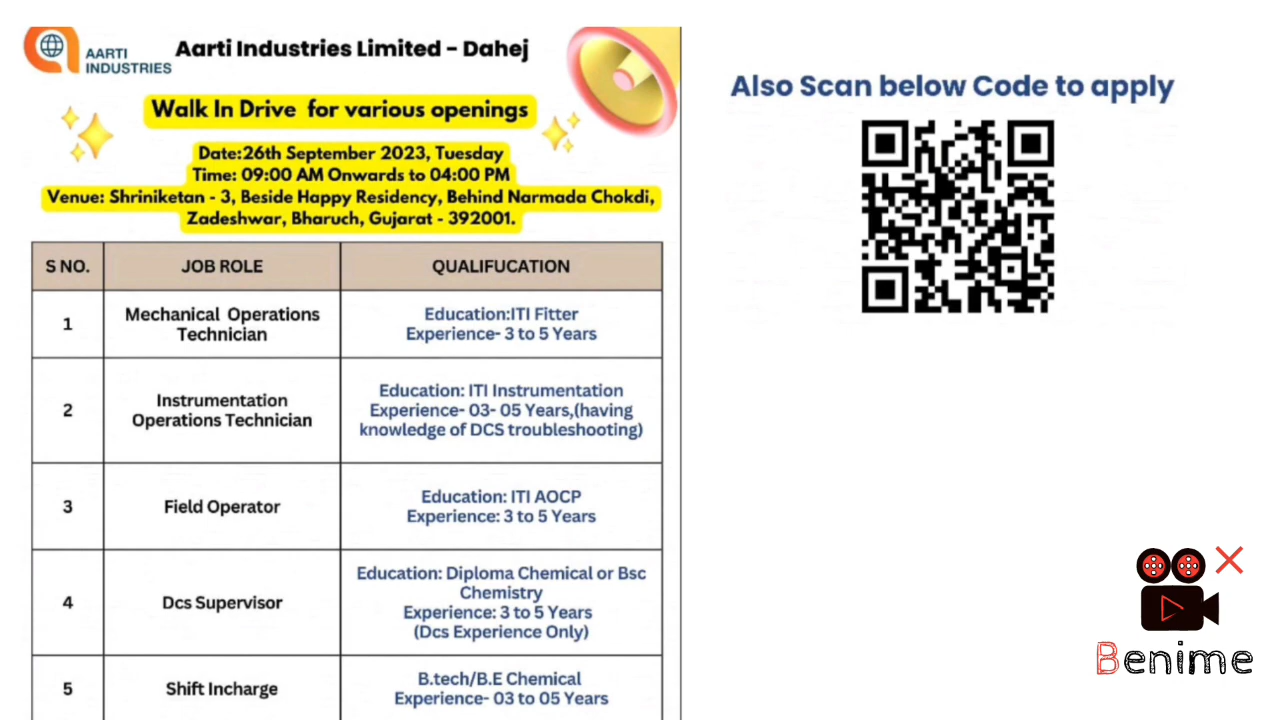 AARTI
INDUSTRIES
Aarti Industries Limited - Dahej
Walk In Drive for various openings
Date:26th September 2023, Tuesday
Time: 09:00 AM Onwards to 04:00 PM
Venue: Shriniketan - 3, Beside Happy Residency, Behind Narmada Chokdi,
Zadeshwar, Bharuch, Gujarat - 392001.
S NO.
JOB ROLE
QUALIFUCATION
1
Mechanical Operations
Technician
Education:ITI Fitter
Experience- 3 to 5 Years
2
Instrumentation
Operations Technician
Education: ITI Instrumentation
Experience- 03- 05 Years,(having
knowledge of DCS troubleshooting)
3
Field Operator
Education: ITI AOCP
Experience: 3 to 5 Years
4
Dcs Supervisor
Education: Diploma Chemical or Bsc
Chemistry
Experience: 3 to 5 Years
(Dcs Experience Only)
5
Shift Incharge
B.tech/B.E Chemical
Experience- 03 to 05 Years
Also Scan below Code to apply
Benime